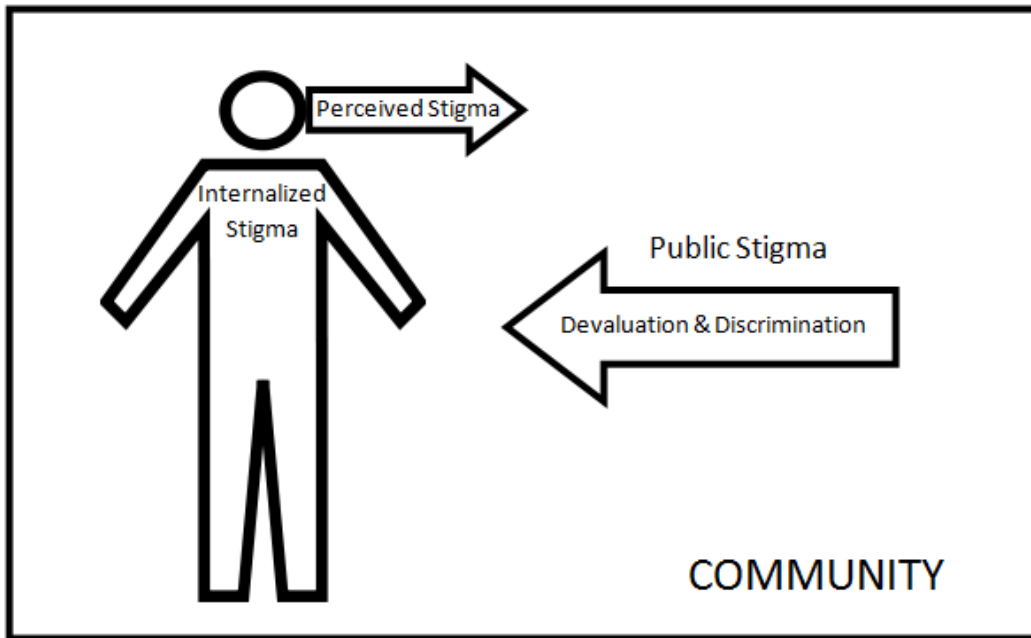 Perceived Stigma
Internalized
Stigma
Public Stigma
Devaluation & Discrimination
COMMUNITY